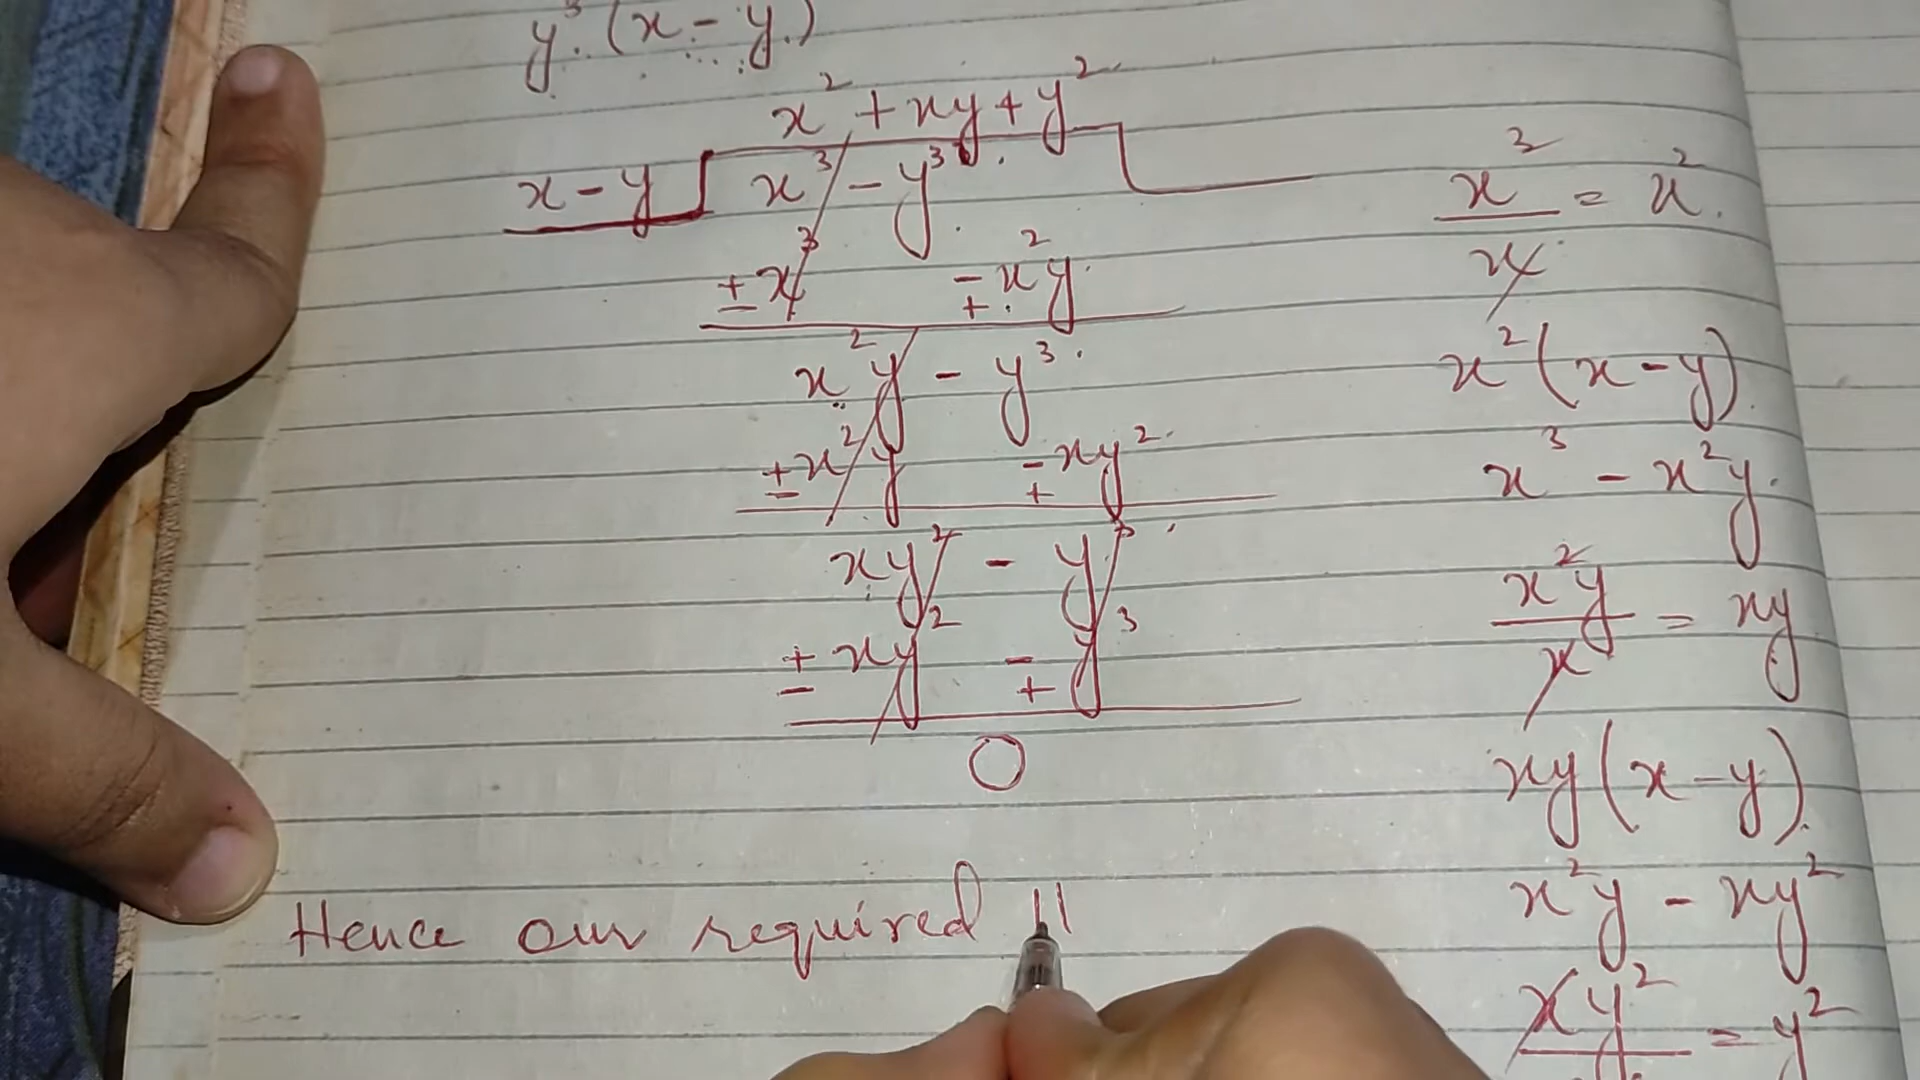 y³ (x - y)
x² + xy + y²
x - y x³ - y³
± x³ -+ x²y
x²y - y³
± x²y -+ xy²
xy² - y³
± xy² -+ y³
0
Hence our required
x³/x = x²
x²(x - y)
x³ - x²y
x²y/x = xy
xy(x - y)
x²y - xy²
xy² = y²